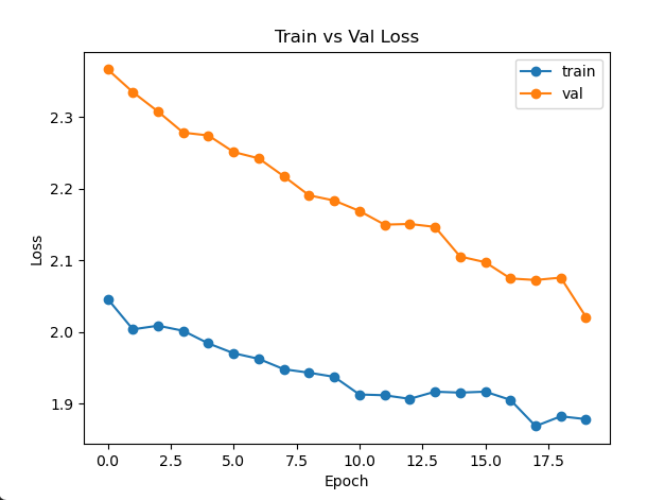 Train vs Val Loss
train
val
Loss
2.3
2.2
2.1
2.0
1.9
0.0 2.5 5.0 7.5 10.0 12.5 15.0 17.5
Epoch